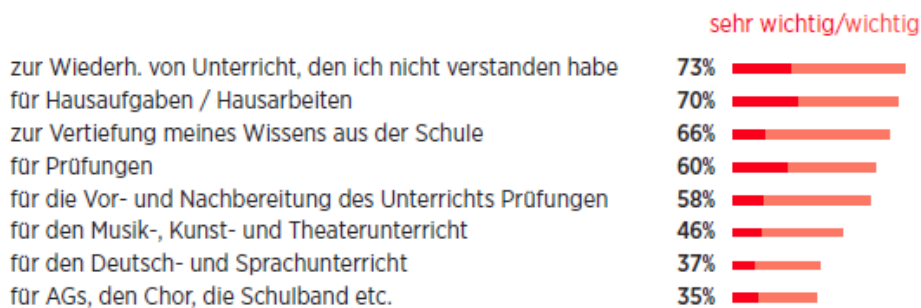 sehr wichtig/wichtig
zur Wiederh. von Unterricht, den ich nicht verstanden habe 73%
für Hausaufgaben / Hausarbeiten 70%
zur Vertiefung meines Wissens aus der Schule 66%
für Prüfungen 60%
für die Vor- und Nachbereitung des Unterrichts Prüfungen 58%
für den Musik-, Kunst- und Theaterunterricht 46%
für den Deutsch- und Sprachunterricht 37%
für AGs, den Chor, die Schulband etc. 35%